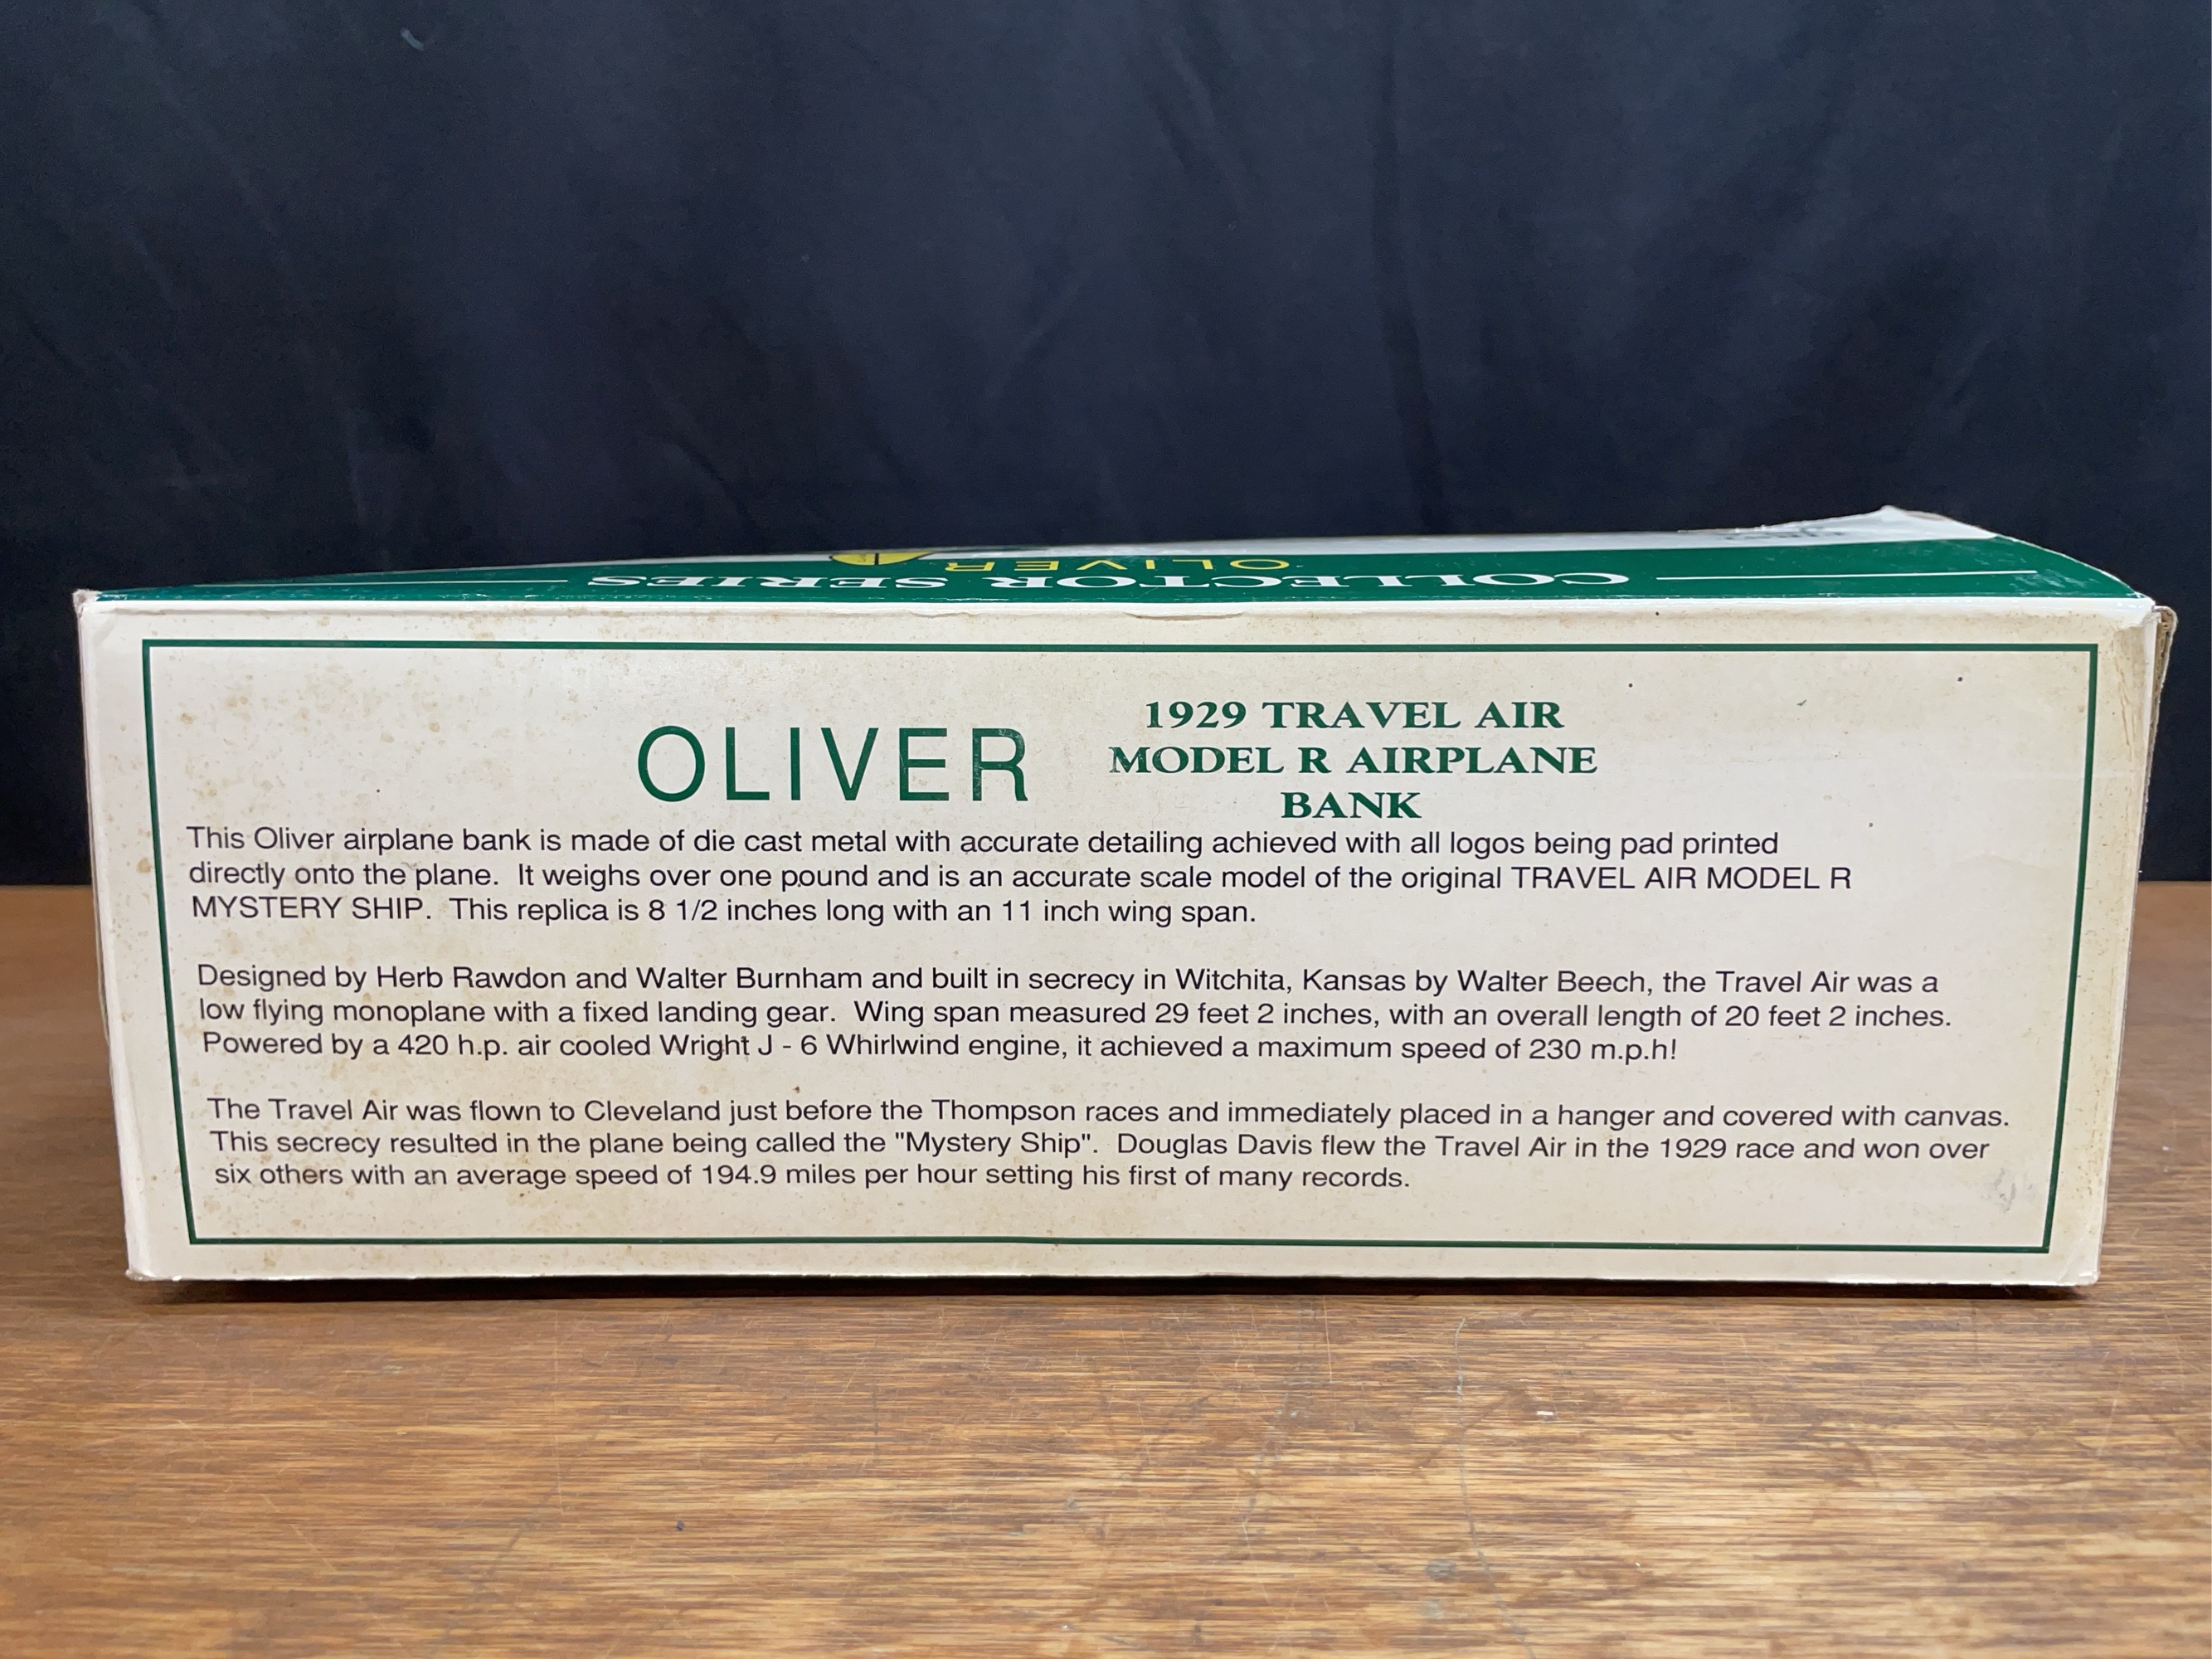 COLLECTOR SERIES
OLIVER
OLIVER
1929 TRAVEL AIR
MODEL R AIRPLANE
BANK
This Oliver airplane bank is made of die cast metal with accurate detailing achieved with all logos being pad printed
directly onto the plane.  It weighs over one pound and is an accurate scale model of the original TRAVEL AIR MODEL R
MYSTERY SHIP.  This replica is 8 1/2 inches long with an 11 inch wing span.
Designed by Herb Rawdon and Walter Burnham and built in secrecy in Witchita, Kansas by Walter Beech, the Travel Air was a
low flying monoplane with a fixed landing gear.  Wing span measured 29 feet 2 inches, with an overall length of 20 feet 2 inches.
Powered by a 420 h.p. air cooled Wright J - 6 Whirlwind engine, it achieved a maximum speed of 230 m.p.h!
The Travel Air was flown to Cleveland just before the Thompson races and immediately placed in a hanger and covered with canvas.
This secrecy resulted in the plane being called the "Mystery Ship".  Douglas Davis flew the Travel Air in the 1929 race and won over
six others with an average speed of 194.9 miles per hour setting his first of many records.